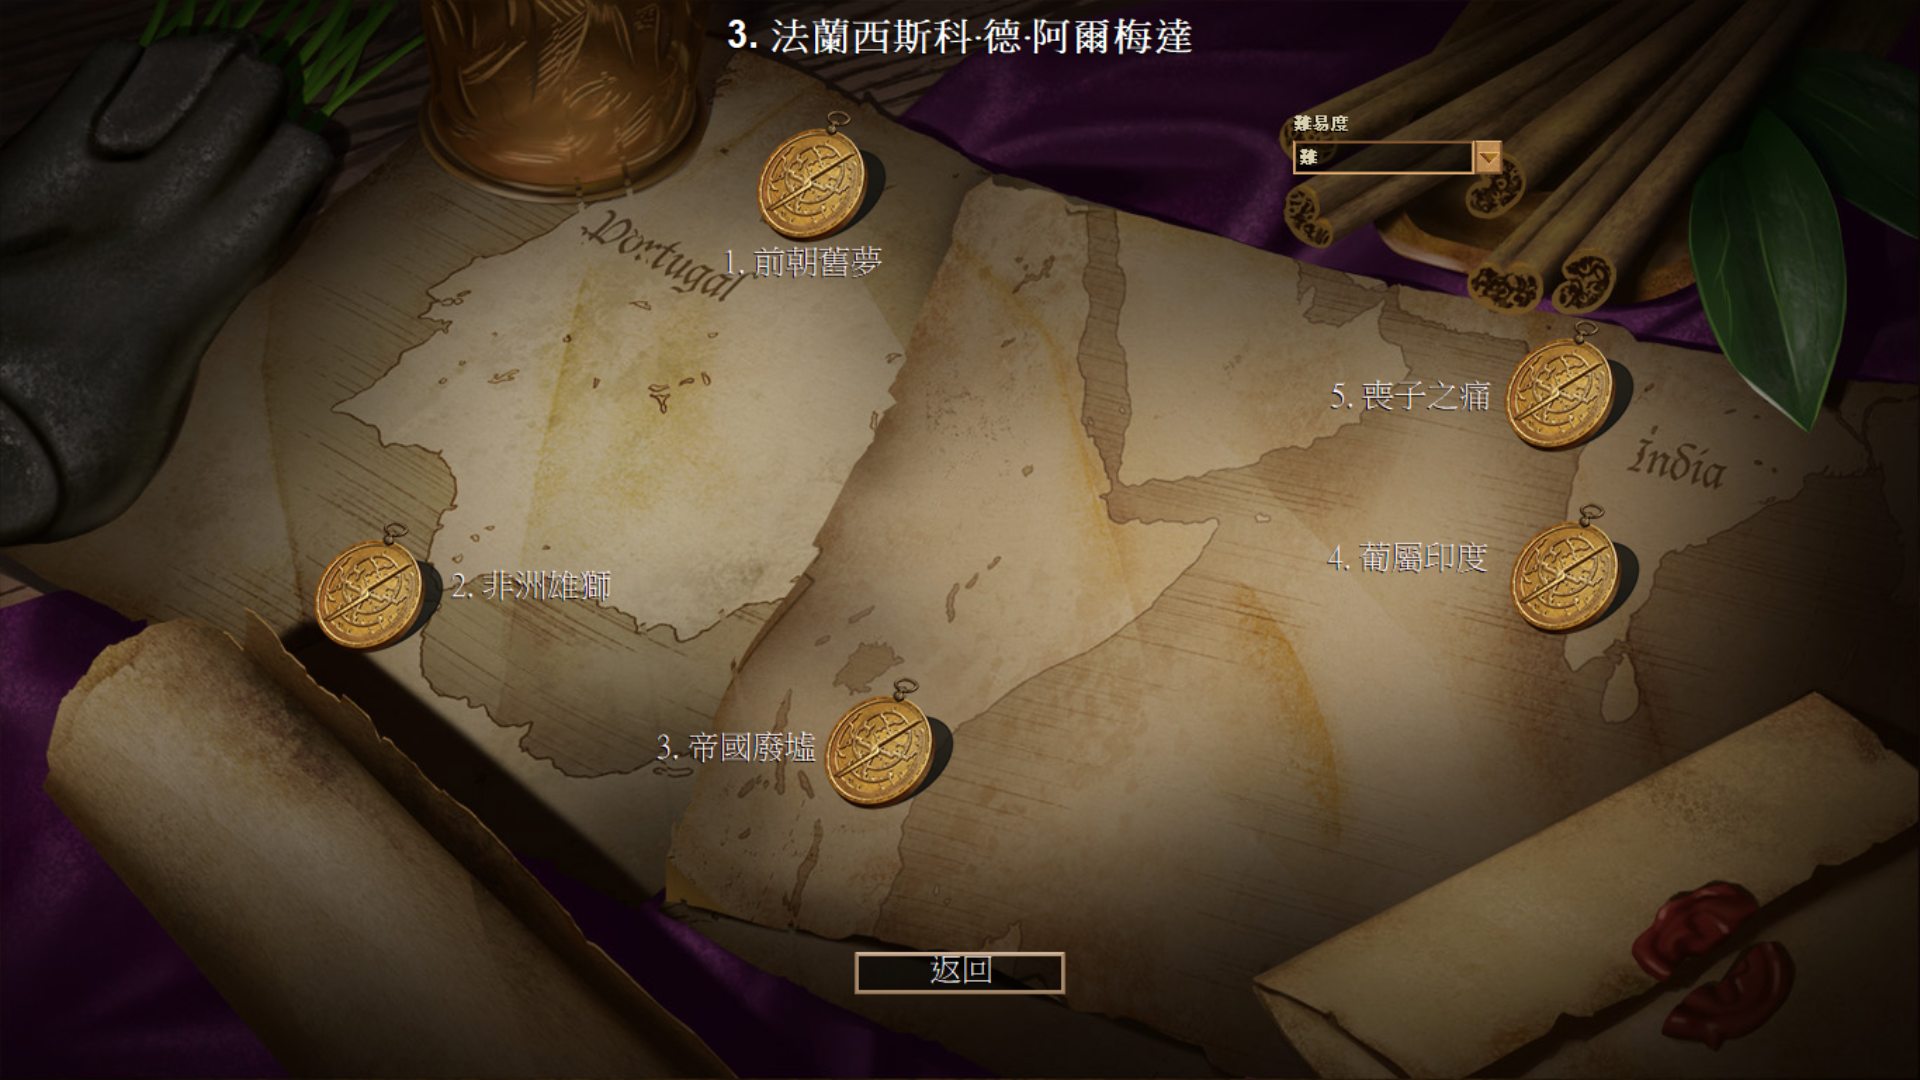 3. 法蘭西斯科·德·阿爾梅達
難易度
難
Portugal
1. 前朝舊夢
5. 喪子之痛
India
4. 葡屬印度
2. 非洲雄獅
3. 帝國廢墟
返回